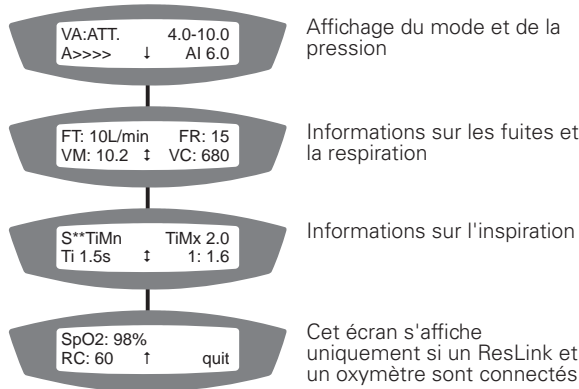 VA:ATT. 4.0-10.0
A>>>> ↓ AI 6.0
Affichage du mode et de la
pression
FT: 10L/min FR: 15
VM: 10.2 ↕ VC: 680
Informations sur les fuites et
la respiration
S**TiMn TiMx 2.0
Ti 1.5s ↕ 1: 1.6
Informations sur l'inspiration
SpO2: 98%
RC: 60 ↑ quit
Cet écran s'affiche
uniquement si un ResLink et
un oxymètre sont connectés